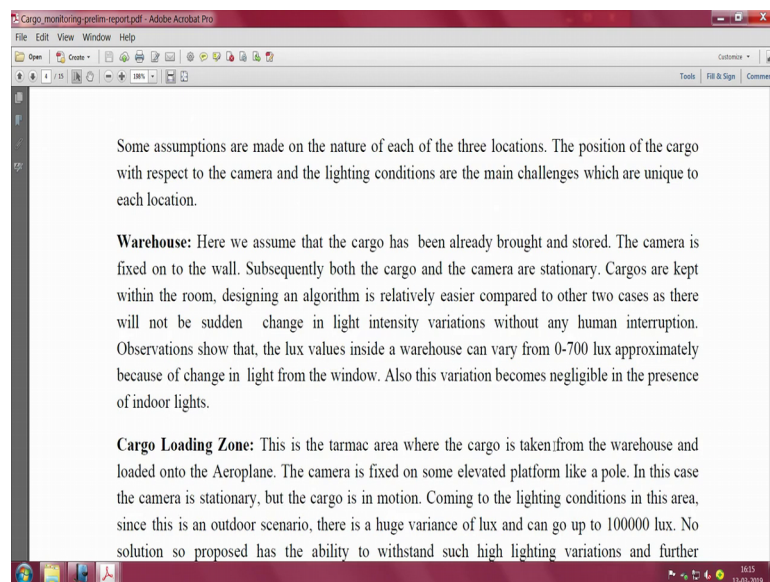 Cargo_monitoring-prelim-report.pdf - Adobe Acrobat Pro
File Edit View Window Help
Open Create Customize
4 / 15 198% Tools Fill & Sign Commen
Some assumptions are made on the nature of each of the three locations. The position of the cargo
with respect to the camera and the lighting conditions are the main challenges which are unique to
each location.
Warehouse: Here we assume that the cargo has been already brought and stored. The camera is
fixed on to the wall. Subsequently both the cargo and the camera are stationary. Cargos are kept
within the room, designing an algorithm is relatively easier compared to other two cases as there
will not be sudden change in light intensity variations without any human interruption.
Observations show that, the lux values inside a warehouse can vary from 0-700 lux approximately
because of change in light from the window. Also this variation becomes negligible in the presence
of indoor lights.
Cargo Loading Zone: This is the tarmac area where the cargo is taken from the warehouse and
loaded onto the Aeroplane. The camera is fixed on some elevated platform like a pole. In this case
the camera is stationary, but the cargo is in motion. Coming to the lighting conditions in this area,
since this is an outdoor scenario, there is a huge variance of lux and can go up to 100000 lux. No
solution so proposed has the ability to withstand such high lighting variations and further
16:15